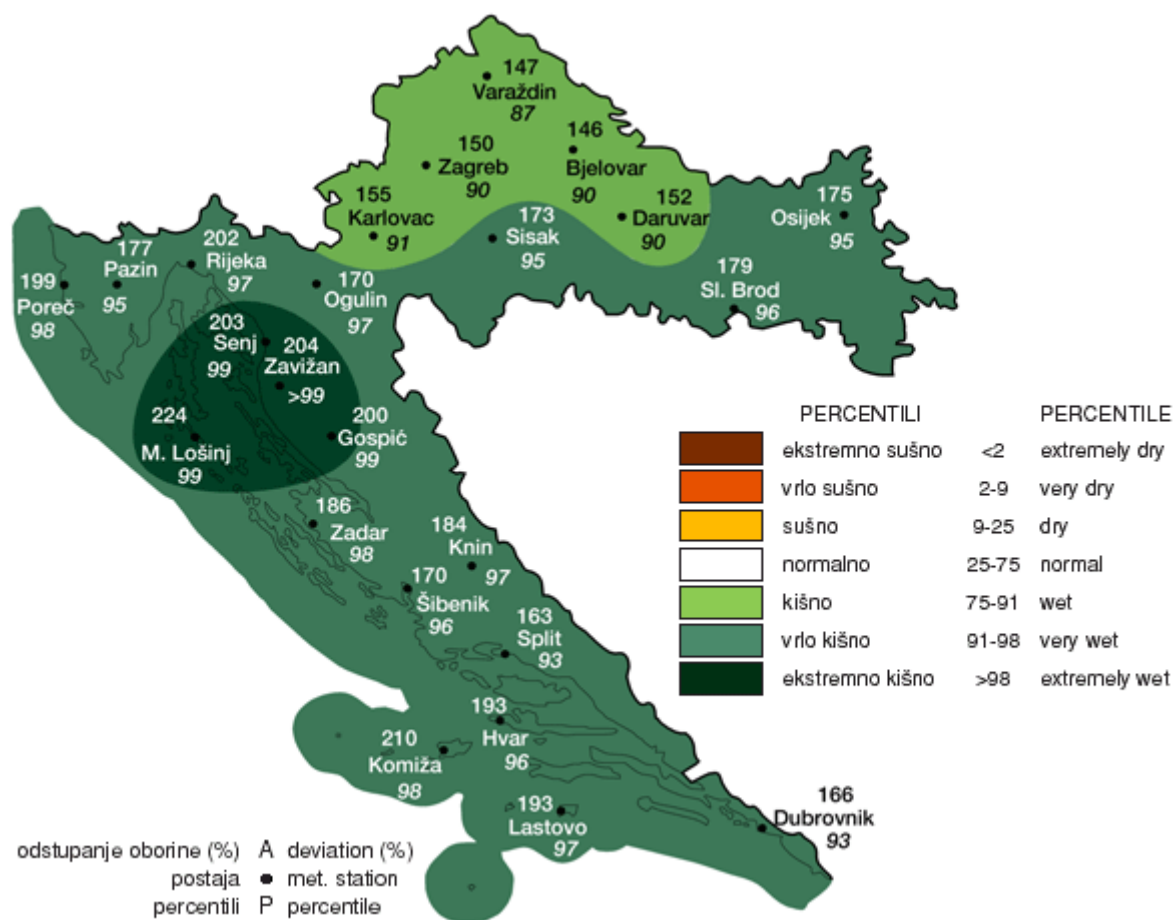 147
Varaždin
87
150
Zagreb
90
146
Bjelovar
90
155
Karlovac
91
152
Daruvar
90
173
Sisak
95
175
Osijek
95
179
Sl. Brod
96
199
Poreč
98
177
Pazin
95
202
Rijeka
97
170
Ogulin
97
203
Senj
99
204
Zavižan
>99
224
M. Lošinj
99
200
Gospić
99
186
Zadar
98
184
Knin
97
170
Šibenik
96
163
Split
93
193
Hvar
96
210
Komiža
98
193
Lastovo
97
166
Dubrovnik
93
PERCENTILI PERCENTILE
ekstremno sušno <2 extremely dry
vrlo sušno 2-9 very dry
sušno 9-25 dry
normalno 25-75 normal
kišno 75-91 wet
vrlo kišno 91-98 very wet
ekstremno kišno >98 extremely wet
odstupanje oborine (%) A deviation (%)
postaja met. station
percentili P percentile